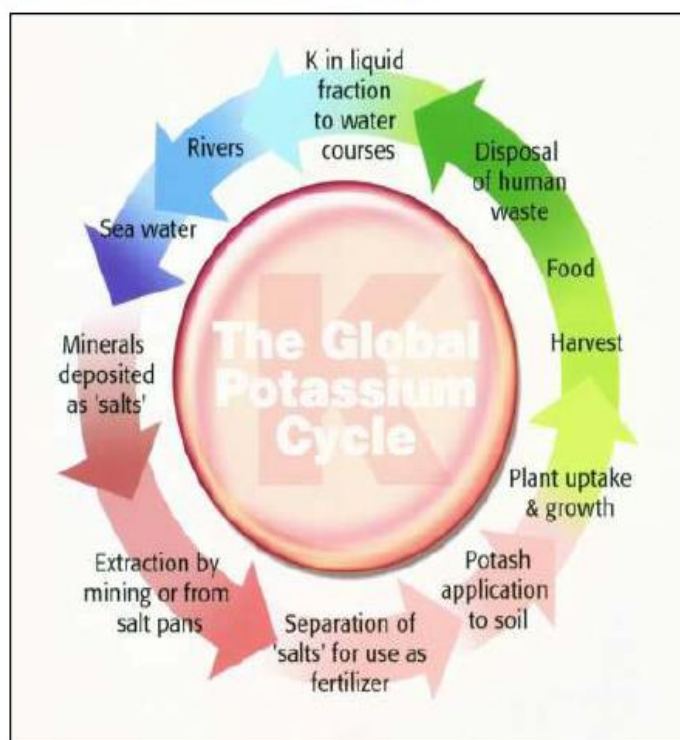 K in liquid
fraction
to water
courses
Rivers
Sea water
Minerals
deposited
as 'salts'
Extraction by
mining or from
salt pans
Separation of
'salts' for use as
fertilizer
Potash
application
to soil
Plant uptake
& growth
Harvest
Food
Disposal
of human
waste
K
The Global
Potassium
Cycle